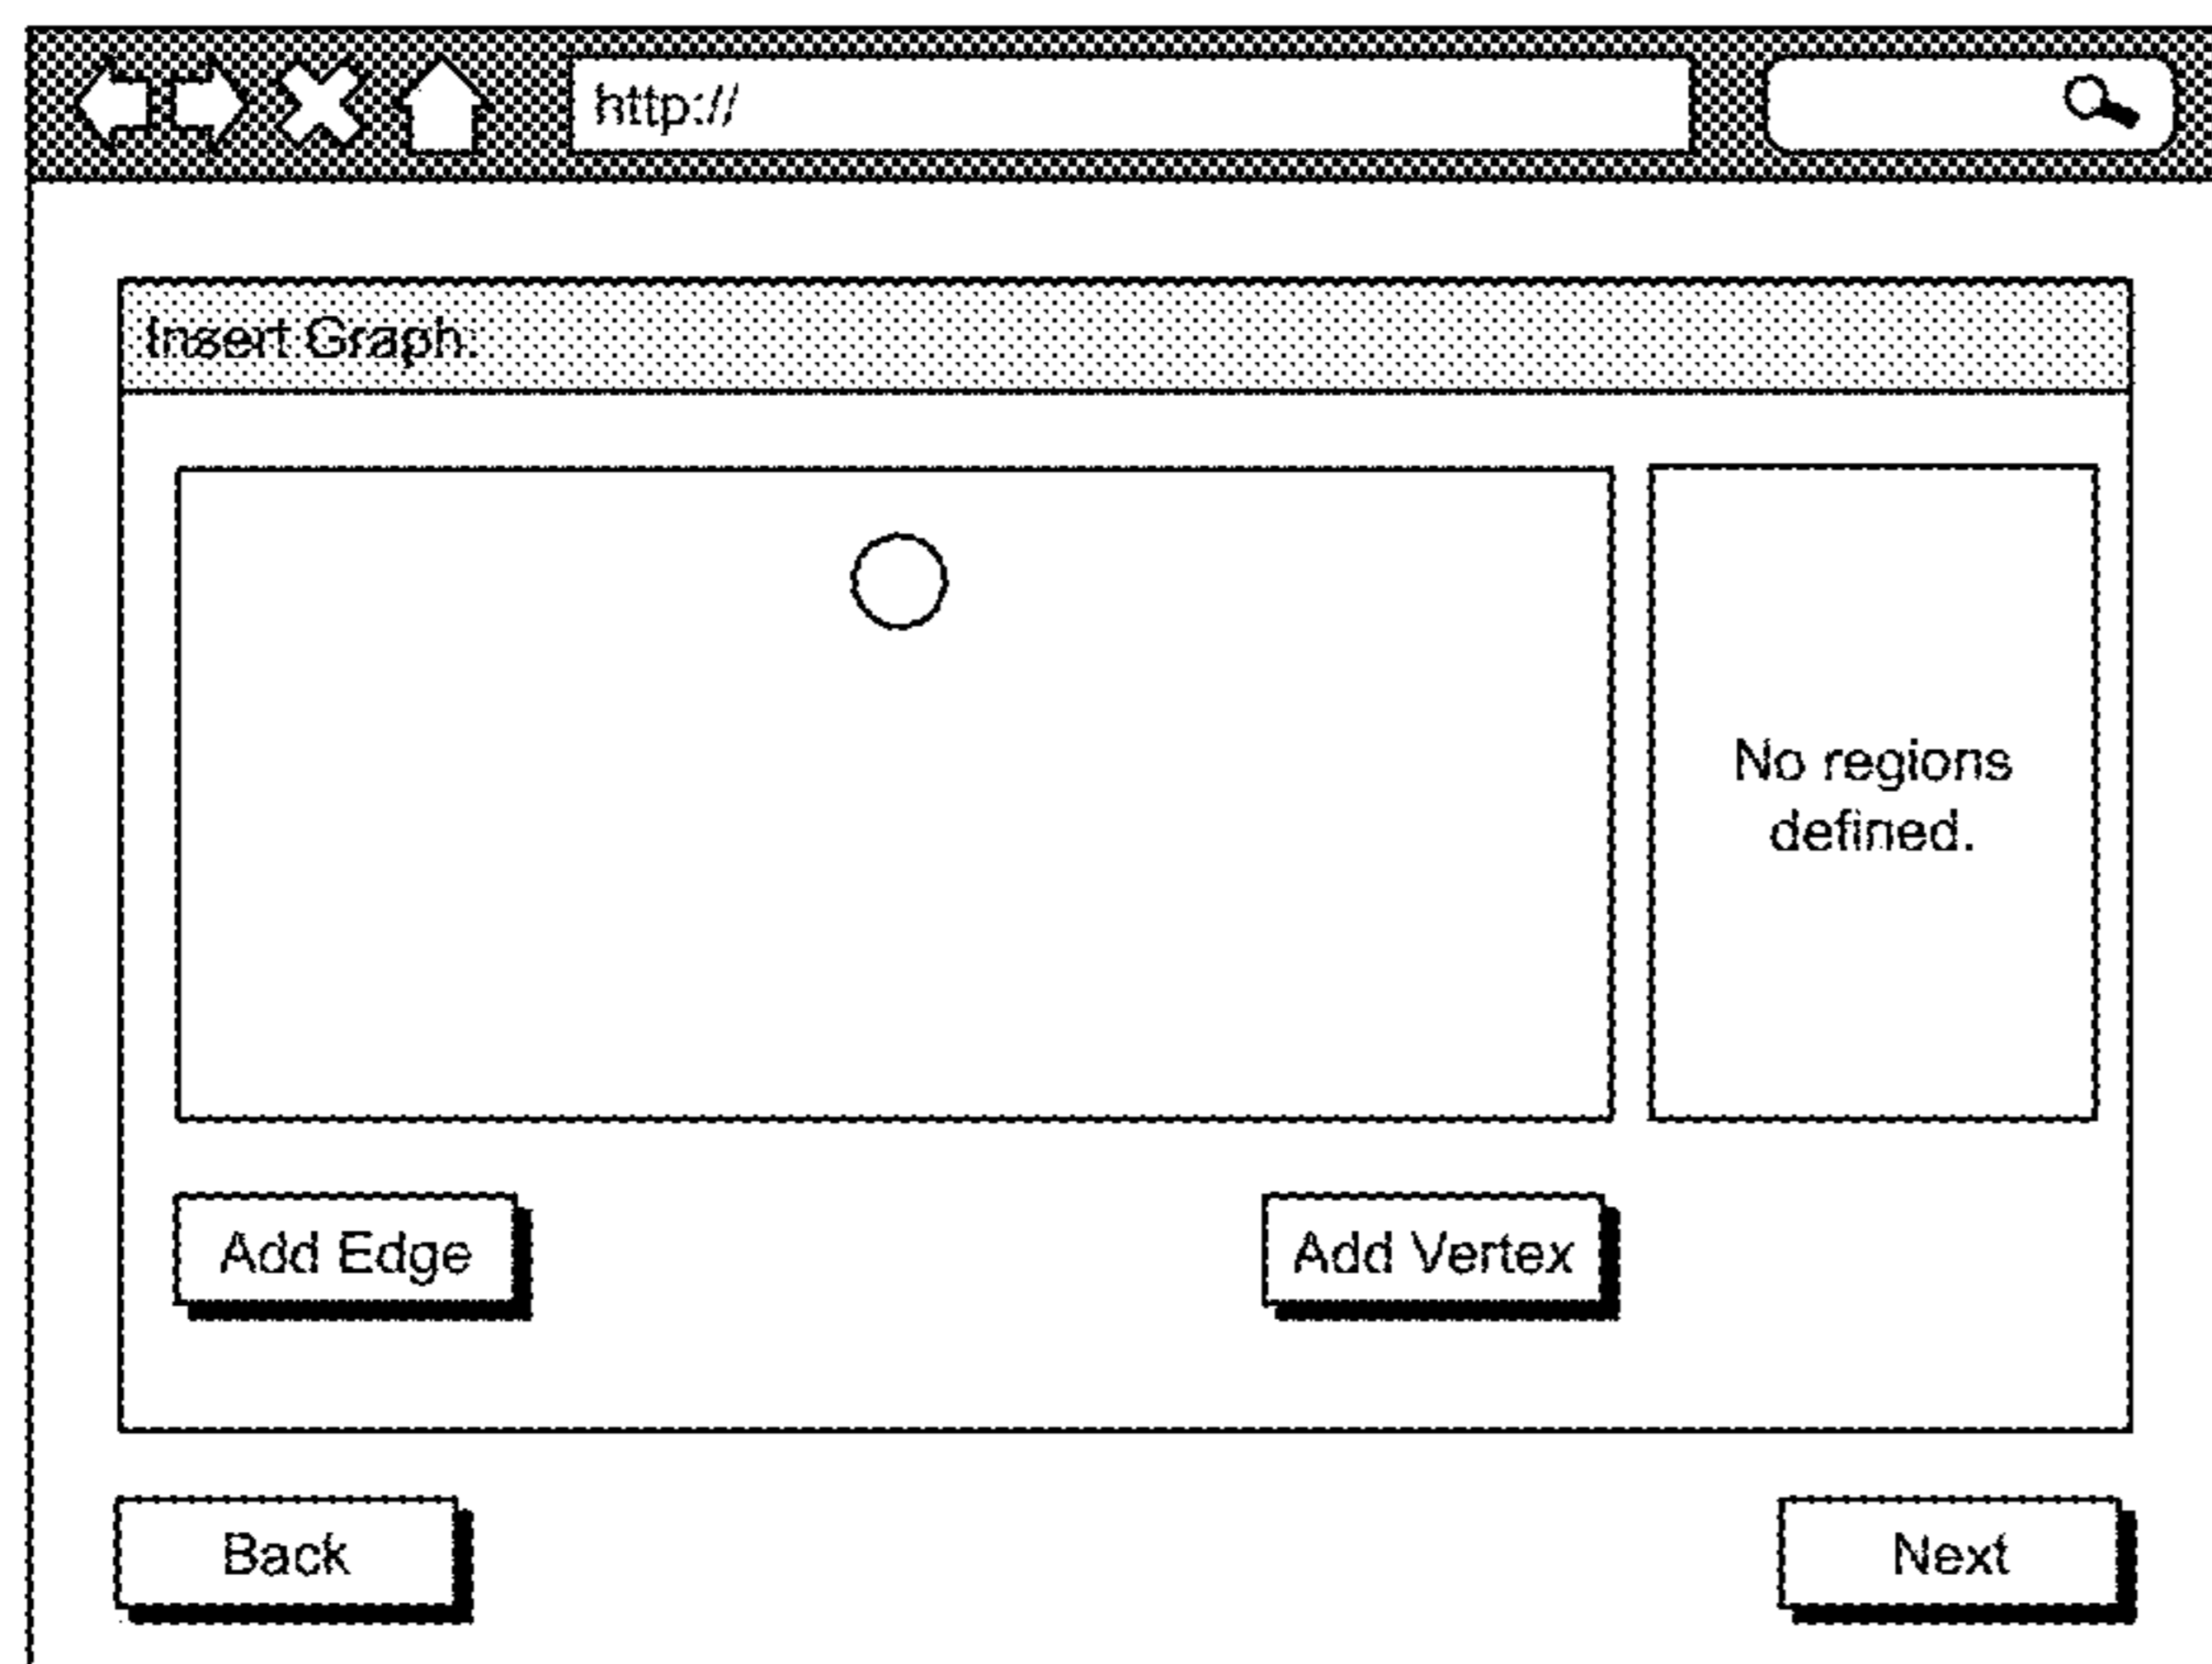 http://
Insert Graph:
No regions
defined.
Add Edge
Add Vertex
Back
Next